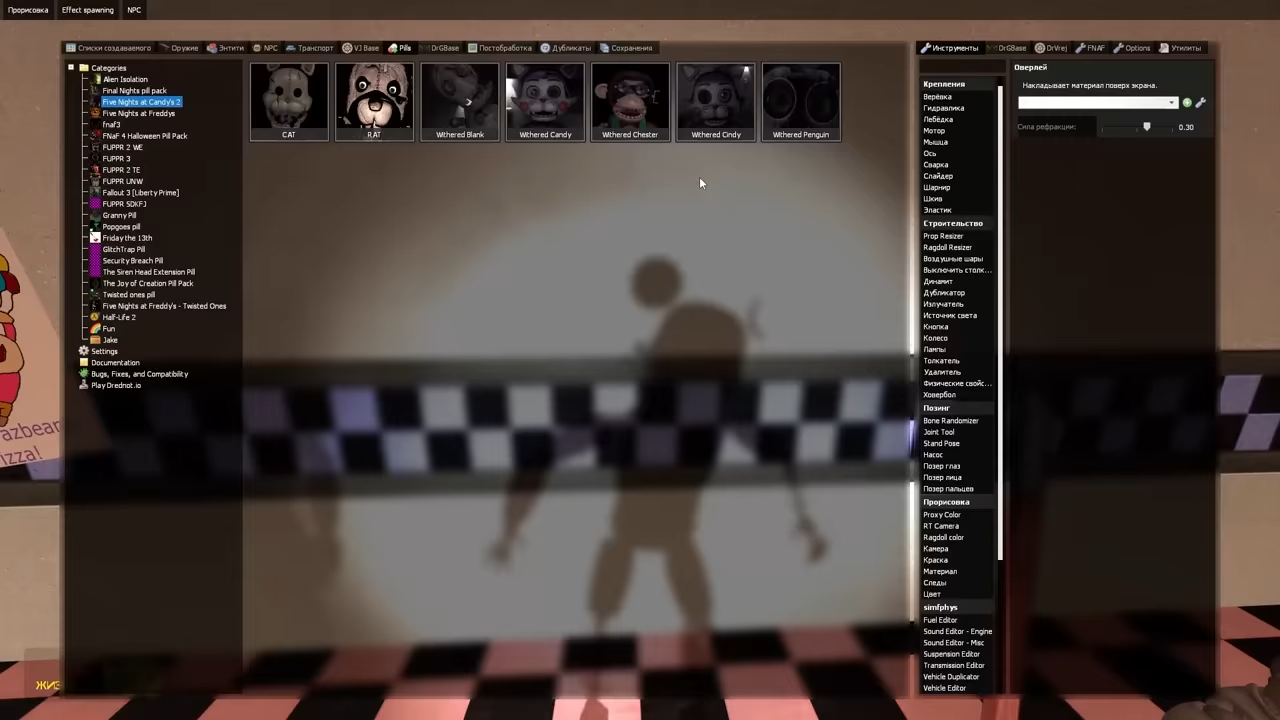 Прорисовка
Effect spawning
NPC
Списки создаваемого
Оружие
Энтити
NPC
Транспорт
VJ Base
Pills
DrGBase
Постобработка
Дубликаты
Сохранения
Categories
Alien Isolation
Final Nights pill pack
Five Nights at Candy's 2
Five Nights at Freddys
fnaf3
FNaF 4 Halloween Pill Pack
FUPPR 2 WE
FUPPR 3
FUPPR 2 TE
FUPPR UNW
Fallout 3 [Liberty Prime]
FUPPR SDKFJ
Granny Pill
Popgoes pill
Friday the 13th
GlitchTrap Pill
Security Breach Pill
The Siren Head Extension Pill
The Joy of Creation Pill Pack
Twisted ones pill
Five Nights at Freddy's - Twisted Ones
Half-Life 2
Fun
Jake
Settings
Documentation
Bugs, Fixes, and Compatibility
Play Drednot.io
CAT
RAT
Withered Blank
Withered Candy
Withered Chester
Withered Cindy
Withered Penguin
Инструменты
DrGBase
DrVrej
FNAF
Options
Утилиты
Крепления
Верёвка
Гидравлика
Лебёдка
Мотор
Мышца
Ось
Сварка
Слайдер
Шарнир
Шкив
Эластик
Строительство
Prop Resizer
Ragdoll Resizer
Воздушные шары
Выключить столк...
Динамит
Дубликатор
Излучатель
Источник света
Кнопка
Колесо
Лампы
Толкатель
Удалитель
Физические свойс...
Ховербол
Позинг
Bone Randomizer
Joint Tool
Stand Pose
Насос
Позер глаз
Позер лица
Позер пальцев
Прорисовка
Proxy Color
RT Camera
Ragdoll color
Камера
Краска
Материал
Следы
Цвет
simfphys
Fuel Editor
Sound Editor - Engine
Sound Editor - Misc
Suspension Editor
Transmission Editor
Vehicle Duplicator
Vehicle Editor
Оверлей
Накладывает материал поверх экрана.
Сила рефракции:
0.30
azbear
izza!
ЖИЗ